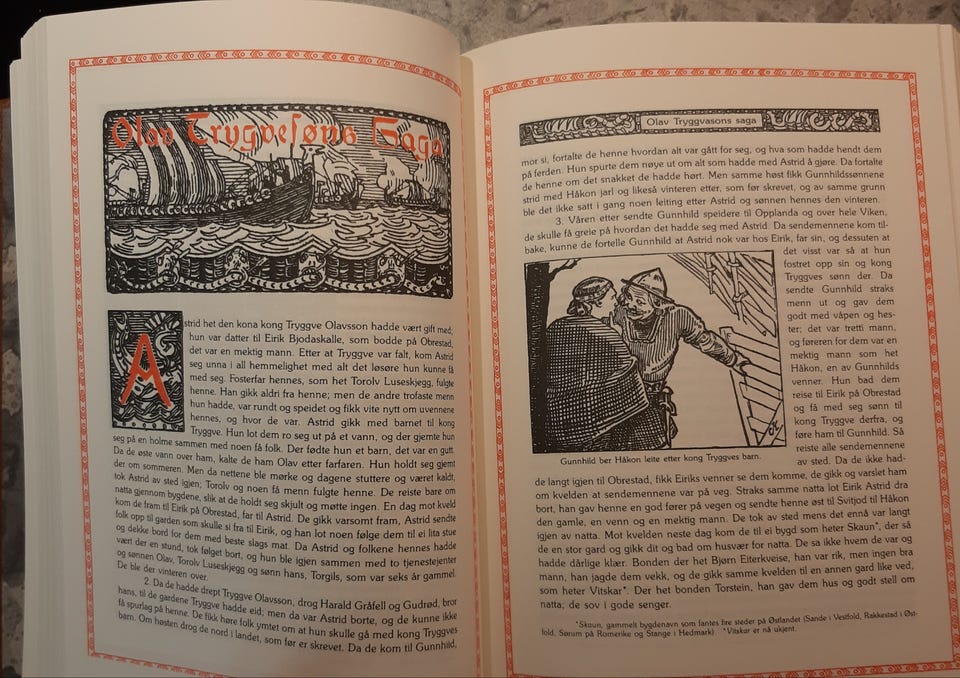 Olav Trygvesøns Saga
Astrid het den kona kong Tryggve Olavsson hadde vært gift med;
hun var datter til Eirik Bjodaskalle, som bodde på Obrestad,
det var en mektig mann. Etter at Tryggve var falt, kom Astrid
seg unna i all hemmelighet med alt det løsøre hun kunne få
med seg. Fosterfar hennes, som het Torolv Luseskjegg, fulgte
henne. Han gikk aldri fra henne; men de andre trofaste menn
hun hadde, var rundt og speidet og fikk vite nytt om uvennene
hennes, og hvor de var. Astrid gikk med barnet til kong
Tryggve. Hun lot dem ro seg ut på et vann, og der gjemte hun
seg på en holme sammen med noen få folk. Der fødte hun et barn, det var en gutt.
Da de øste vann over ham, kalte de ham Olav etter farfaren. Hun holdt seg gjemt
der om sommeren. Men da nettene ble mørke og dagene stuttere og været kaldt,
tok Astrid av sted igjen; Torolv og noen få menn fulgte henne. De reiste bare om
natta gjennom bygdene, slik at de holdt seg skjult og møtte ingen. En dag mot kveld
kom de fram til Eirik på Obrestad, far til Astrid. De gikk varsomt fram, Astrid sendte
folk opp til garden som skulle si fra til Eirik, og han lot noen følge dem til ei lita stue
og dekke bord for dem med beste slags mat. Da Astrid og folkene hennes hadde
vært der en stund, tok følget bort, og hun ble igjen sammen med to tjenestejenter
og sønnen Olav, Torolv Luseskjegg og sønn hans, Torgils, som var seks år gammel.
De ble der vinteren over.
2. Da de hadde drept Tryggve Olavsson, drog Harald Gråfell og Gudrød, bror
hans, til de gardene Tryggve hadde eid; men da var Astrid borte, og de kunne ikke
få spurlag på henne. De fikk høre folk ymtet om at hun skulle gå med kong Tryggves
barn. Om høsten drog de nord i landet, som før er skrevet. Da de kom til Gunnhild,
Olav Tryggvasons saga
mor si, fortalte de henne hvordan alt var gått for seg, og hva som hadde hendt dem
på ferden. Hun spurte dem nøye ut om alt som hadde med Astrid å gjøre. Da fortalte
de henne om det snakket de hadde hørt. Men samme høst fikk Gunnhildssønnene
strid med Håkon jarl og likeså vinteren etter, som før skrevet, og av samme grunn
ble det ikke satt i gang noen leiting etter Astrid og sønnen hennes den vinteren.
3. Våren etter sendte Gunnhild speidere til Opplanda og over hele Viken,
de skulle få greie på hvordan det hadde seg med Astrid. Da sendemennene kom til-
bake, kunne de fortelle Gunnhild at Astrid nok var hos Eirik, far sin, og dessuten at
det visst var så at hun
fostret opp sin og kong
Tryggves sønn der. Da
sendte Gunnhild straks
menn ut og gav dem
godt med våpen og hes-
ter; det var tretti mann,
og føreren for dem var en
mektig mann som het
Håkon, en av Gunnhilds
venner. Hun bad dem
reise til Eirik på Obrestad
og få med seg sønn til
kong Tryggve derfra, og
føre ham til Gunnhild. Så
reiste alle sendemennene
av sted. Da de ikke had-
Gunnhild ber Håkon leite etter kong Tryggves barn.
de langt igjen til Obrestad, fikk Eiriks venner se dem komme, de gikk og varslet ham
om kvelden at sendemennene var på veg. Straks samme natta lot Eirik Astrid dra
bort, han gav henne en god fører på vegen og sendte henne øst til Svitjod til Håkon
den gamle, en venn og en mektig mann. De tok av sted mens det ennå var langt
igjen av natta. Mot kvelden neste dag kom de til ei bygd som heter Skaun*, der så
de en stor gard og gikk dit og bad om husvær for natta. De sa ikke hvem de var og
hadde dårlige klær. Bonden der het Bjørn Eiterkveise, han var rik, men ingen bra
mann, han jagde dem vekk, og de gikk samme kvelden til en annen gard like ved,
som heter Vitskar*. Der het bonden Torstein, han gav dem hus og godt stell om
natta; de sov i gode senger.
*Skaun, gammelt bygdenavn som fantes fire steder på Østlandet (Sande i Vestfold, Rakkestad i Øst-
fold, Sørum på Romerike og Stange i Hedmark) *Vitskar er nå ukjent.